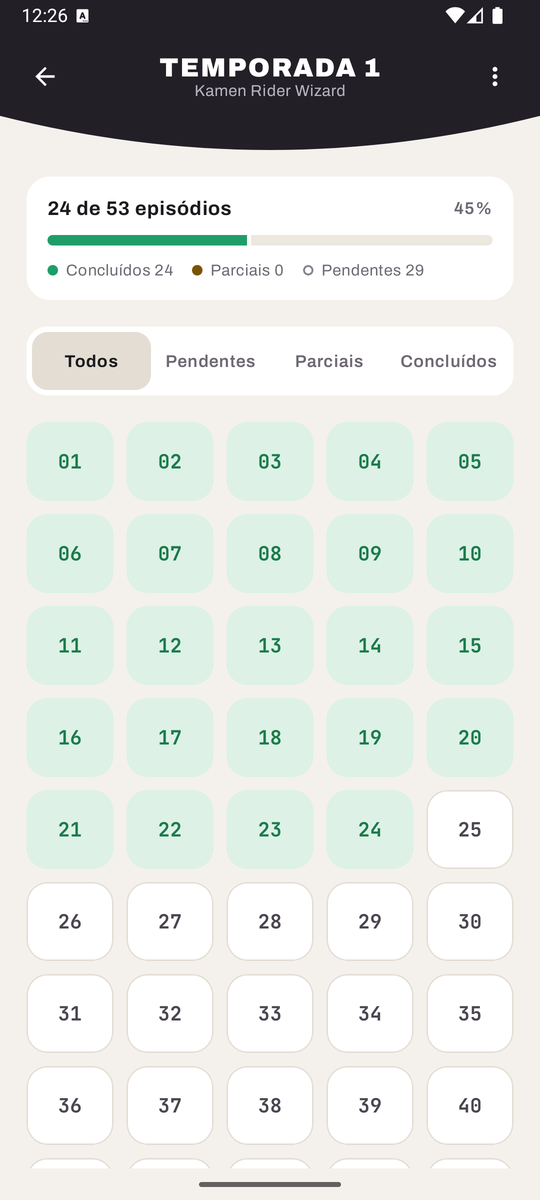 12:26 A
TEMPORADA 1
Kamen Rider Wizard
24 de 53 episódios 45%
Concluídos 24 Parciais 0 Pendentes 29
Todos Pendentes Parciais Concluídos
01 02 03 04 05
06 07 08 09 10
11 12 13 14 15
16 17 18 19 20
21 22 23 24 25
26 27 28 29 30
31 32 33 34 35
36 37 38 39 40